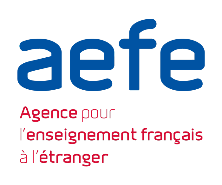 aefe
Agence pour
l'enseignement français
à l'étranger